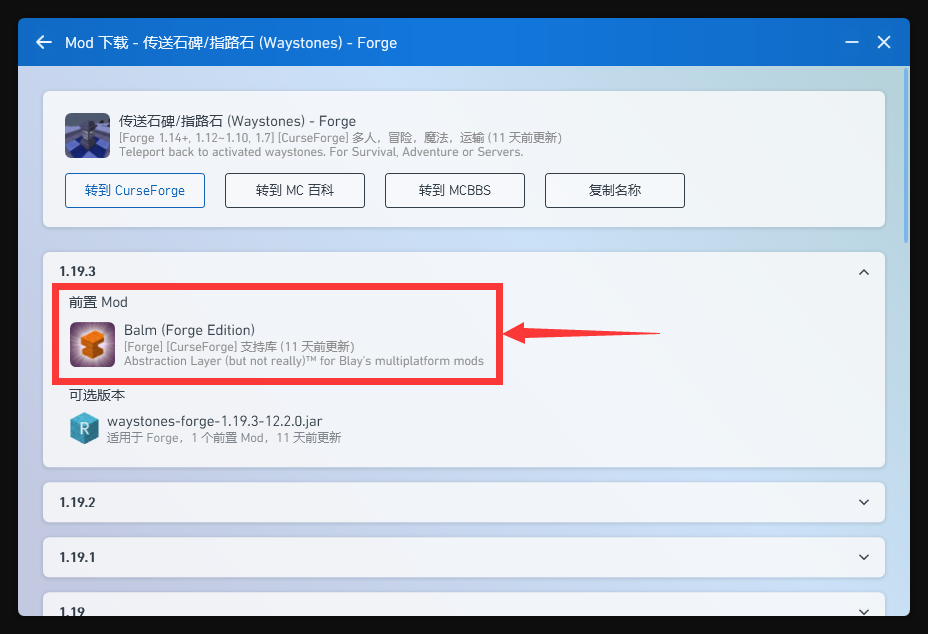 Mod 下载 - 传送石碑/指路石 (Waystones) - Forge
传送石碑/指路石 (Waystones) - Forge
[Forge 1.14+, 1.12~1.10, 1.7] [CurseForge] 多人，冒险，魔法，运输 (11 天前更新)
Teleport back to activated waystones. For Survival, Adventure or Servers.
转到 CurseForge
转到 MC 百科
转到 MCBBS
复制名称
1.19.3
前置 Mod
Balm (Forge Edition)
[Forge] [CurseForge] 支持库 (11 天前更新)
Abstraction Layer (but not really)™ for Blay's multiplatform mods
可选版本
R
waystones-forge-1.19.3-12.2.0.jar
适用于 Forge，1 个前置 Mod，11 天前更新
1.19.2
1.19.1
1.19